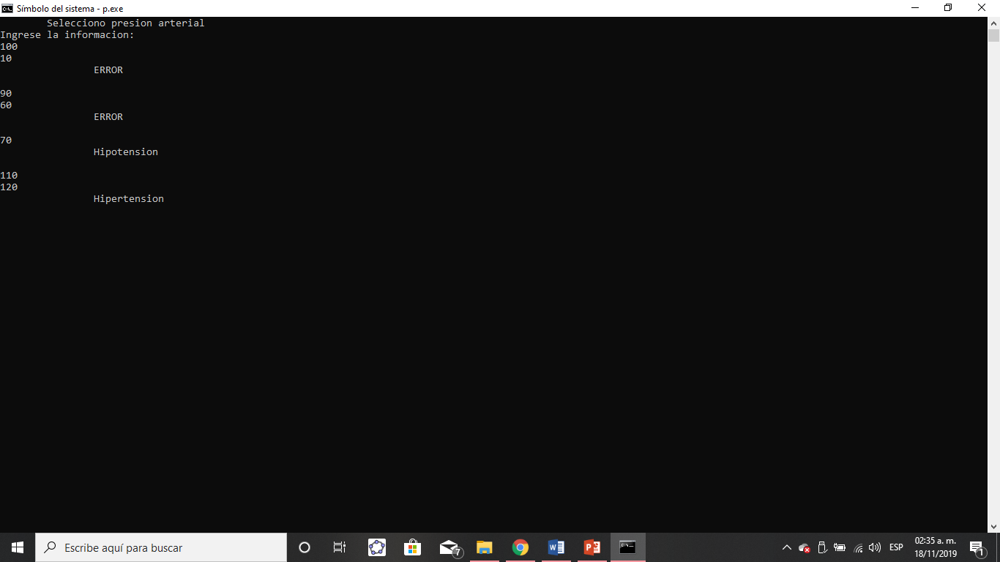 Símbolo del sistema - p.exe
Selecciono presion arterial
Ingrese la informacion:
100
10
ERROR
90
60
ERROR
70
Hipotension
110
120
Hipertension
Escribe aquí para buscar
7
ESP
02:35 a. m.
18/11/2019
1